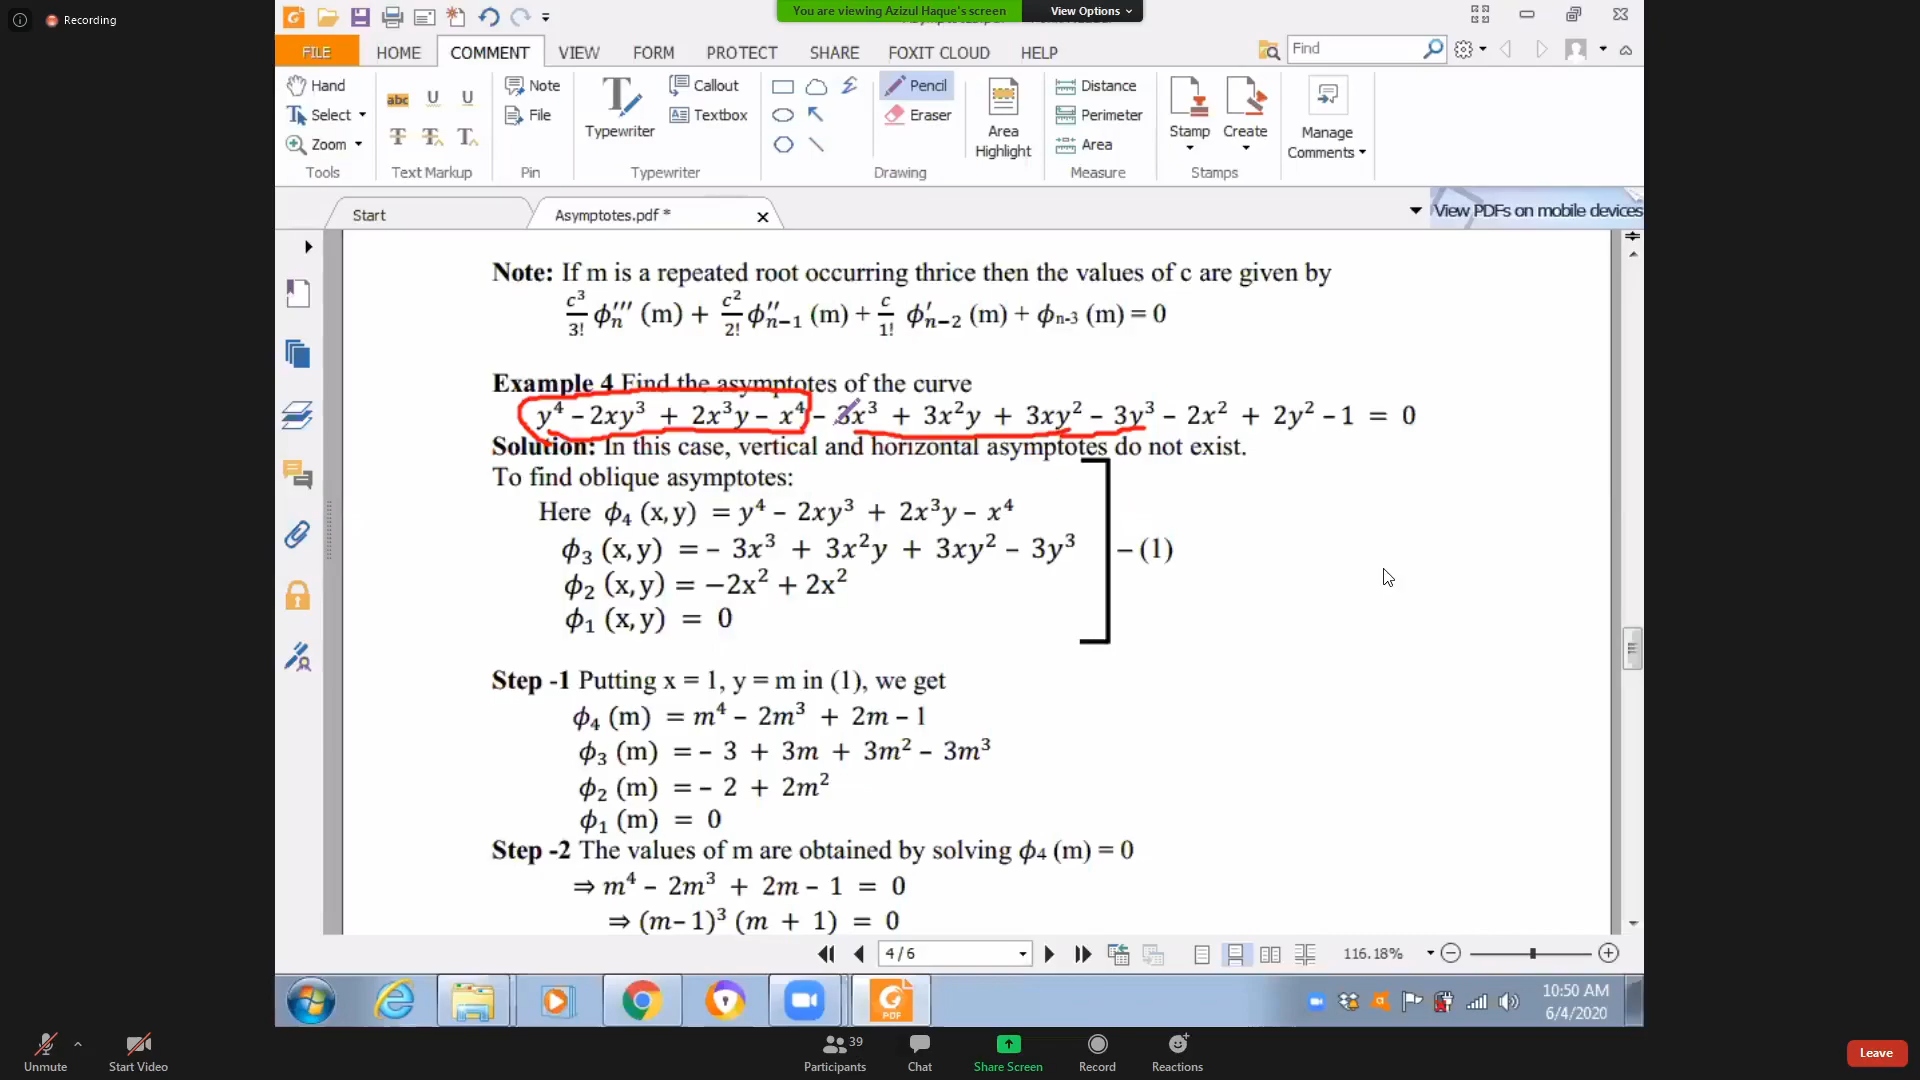 Recording
You are viewing Azizul Haque's screen
View Options
FILE HOME COMMENT VIEW FORM PROTECT SHARE FOXIT CLOUD HELP
Find
Hand
Select
Zoom
Tools
abc U U
T T T
Text Markup
Note
File
Pin
Typewriter
Callout
Textbox
Typewriter
Pencil
Eraser
Area
Highlight
Drawing
Distance
Perimeter
Area
Measure
Stamp
Create
Stamps
Manage
Comments
Start
Asymptotes.pdf *
View PDFs on mobile devices
Note: If m is a repeated root occurring thrice then the values of c are given by
c³/3! ϕₙ′′′ (m) + c²/2! ϕ″ₙ₋₁ (m) + c/1! ϕ′ₙ₋₂ (m) + ϕₙ₋₃ (m) = 0
Example 4 Find the asymptotes of the curve
y⁴ – 2xy³ + 2x³y – x⁴ – 3x³ + 3x²y + 3xy² – 3y³ – 2x² + 2y² – 1 = 0
Solution: In this case, vertical and horizontal asymptotes do not exist.
To find oblique asymptotes:
Here ϕ₄ (x, y) = y⁴ – 2xy³ + 2x³y – x⁴
ϕ₃ (x, y) = – 3x³ + 3x²y + 3xy² – 3y³
– (1)
ϕ₂ (x, y) = −2x² + 2x²
ϕ₁ (x, y) = 0
Step -1 Putting x = 1, y = m in (1), we get
ϕ₄ (m) = m⁴ – 2m³ + 2m – 1
ϕ₃ (m) = – 3 + 3m + 3m² – 3m³
ϕ₂ (m) = – 2 + 2m²
ϕ₁ (m) = 0
Step -2 The values of m are obtained by solving ϕ₄ (m) = 0
⇒ m⁴ – 2m³ + 2m – 1 = 0
⇒ (m– 1)³ (m + 1) = 0
4 / 6
116.18%
PDF
10:50 AM
6/4/2020
Unmute
Start Video
39
Participants
Chat
Share Screen
Record
Reactions
Leave